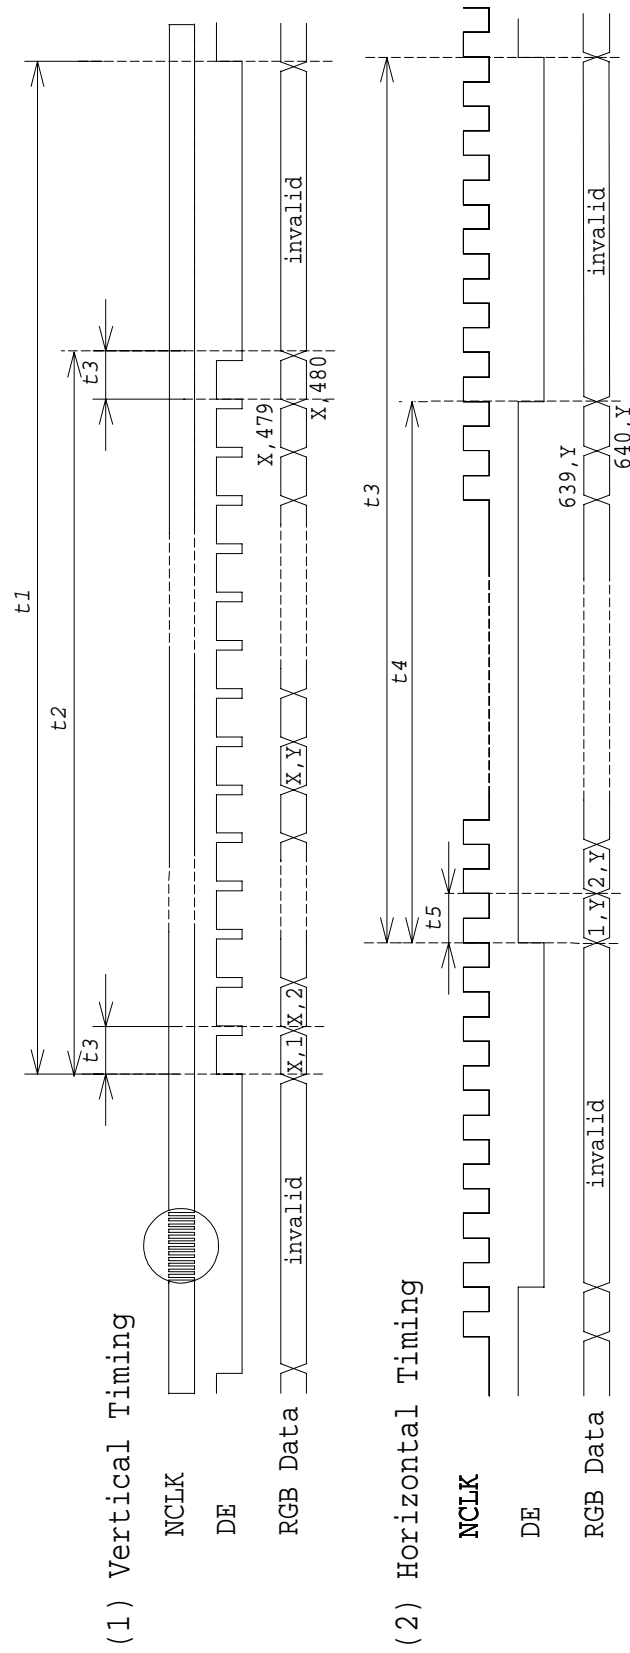 (1) Vertical Timing
t1
t2
t3
t3
NCLK
DE
X,479
RGB Data
invalid
X,1
X,2
X,Y
invalid
X,480
(2) Horizontal Timing
t3
t4
t5
NCLK
DE
639,Y
RGB Data
invalid
1,Y
2,Y
invalid
640,Y